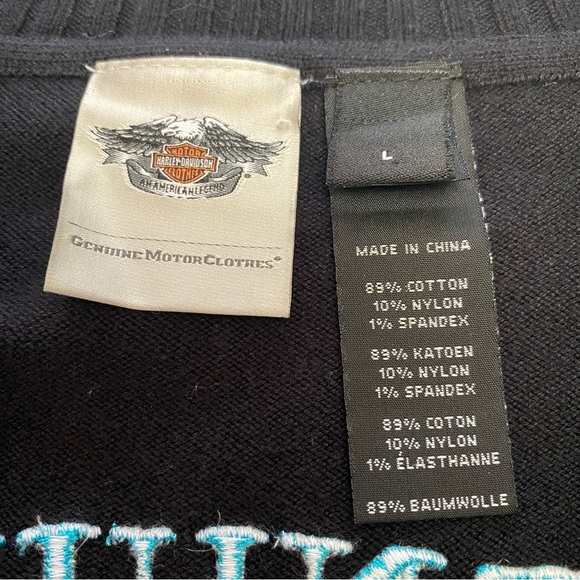 MOTOR
HARLEY-DAVIDSON
CLOTHES
AN AMERICAN LEGEND
GENUINE MOTORCLOTHES®
L
MADE IN CHINA
89% COTTON
10% NYLON
1% SPANDEX
89% KATOEN
10% NYLON
1% SPANDEX
89% COTON
10% NYLON
1% ÉLASTHANNE
89% BAUMWOLLE